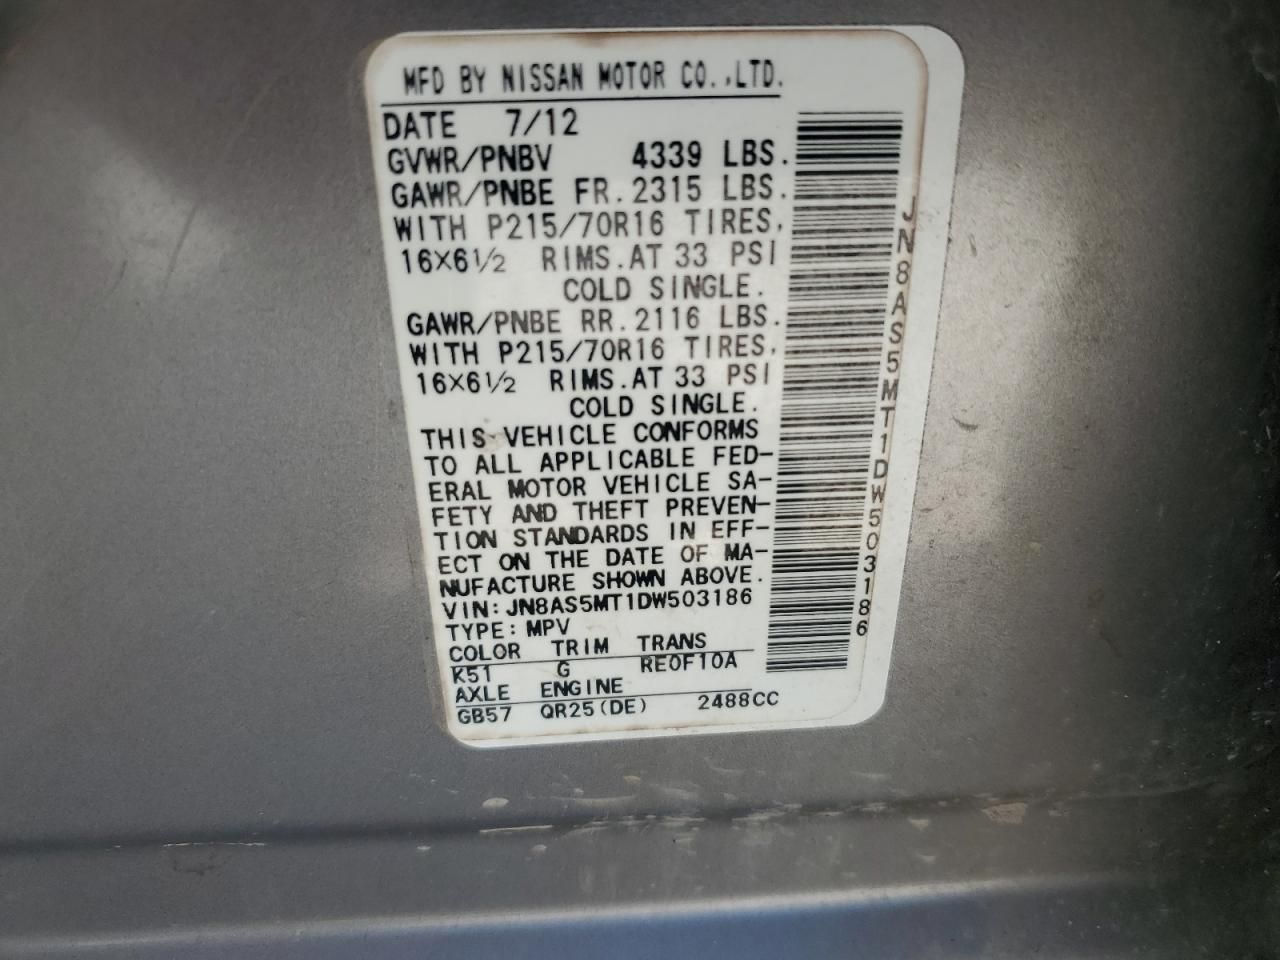 MFD BY NISSAN MOTOR CO.,LTD.
DATE 7/12
GVWR/PNBV 4339 LBS.
GAWR/PNBE FR.2315 LBS.
WITH P215/70R16 TIRES,
16×6½ RIMS.AT 33 PSI
COLD SINGLE.
GAWR/PNBE RR.2116 LBS.
WITH P215/70R16 TIRES,
16×6½ RIMS.AT 33 PSI
COLD SINGLE.
THIS VEHICLE CONFORMS
TO ALL APPLICABLE FED-
ERAL MOTOR VEHICLE SA-
FETY AND THEFT PREVEN-
TION STANDARDS IN EFF-
ECT ON THE DATE OF MA-
NUFACTURE SHOWN ABOVE.
VIN:JN8AS5MT1DW503186
TYPE:MPV
COLOR TRIM TRANS
K51 G RE0F10A
AXLE ENGINE
GB57 QR25(DE) 2488CC
JN8AS5MT1DW503186